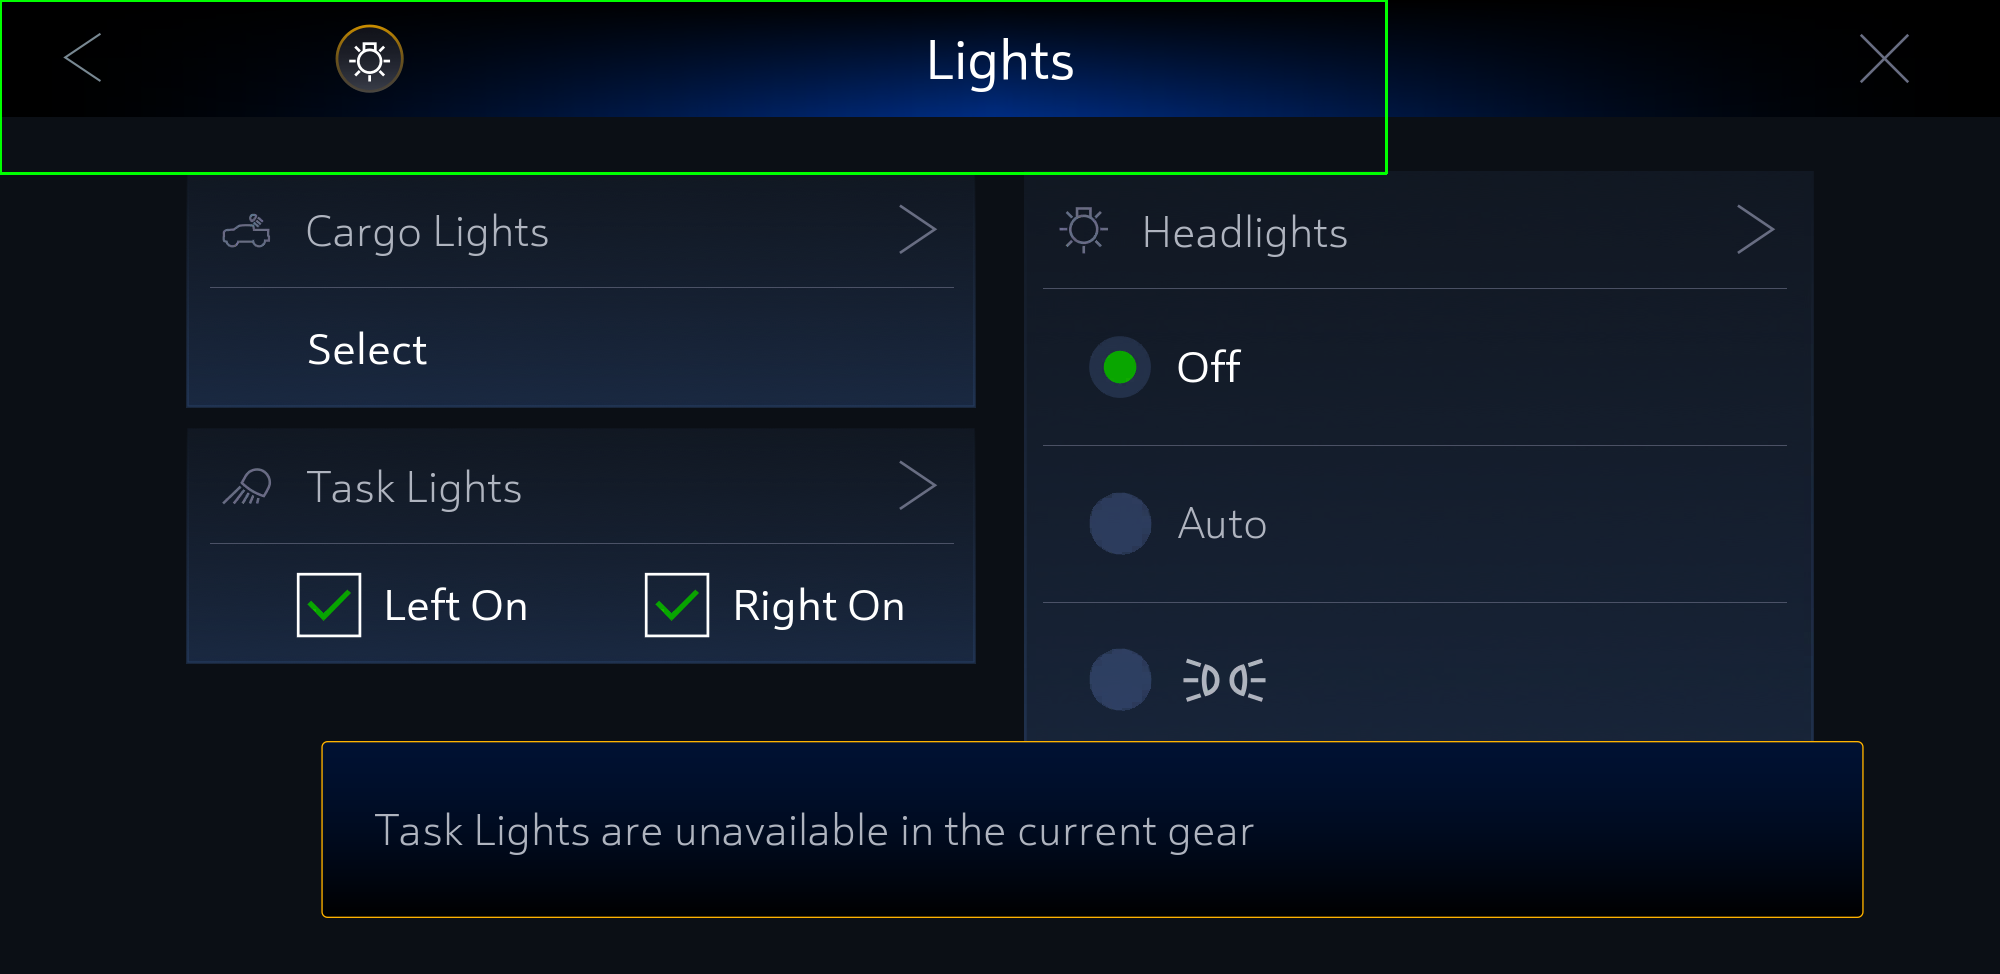 Lights
Cargo Lights
Select
Task Lights
Left On
Right On
Headlights
Off
Auto
Task Lights are unavailable in the current gear